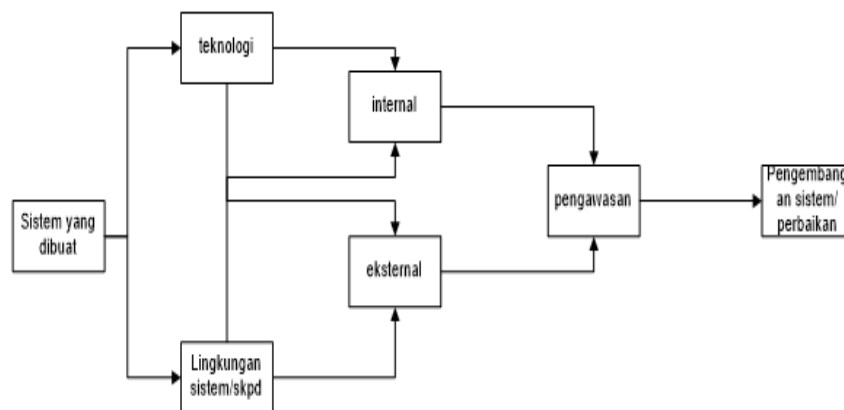 teknologi
internal
Sistem yang
dibuat
pengawasan
Pengembang
an sistem/
perbaikan
eksternal
Lingkungan
sistem/skpd